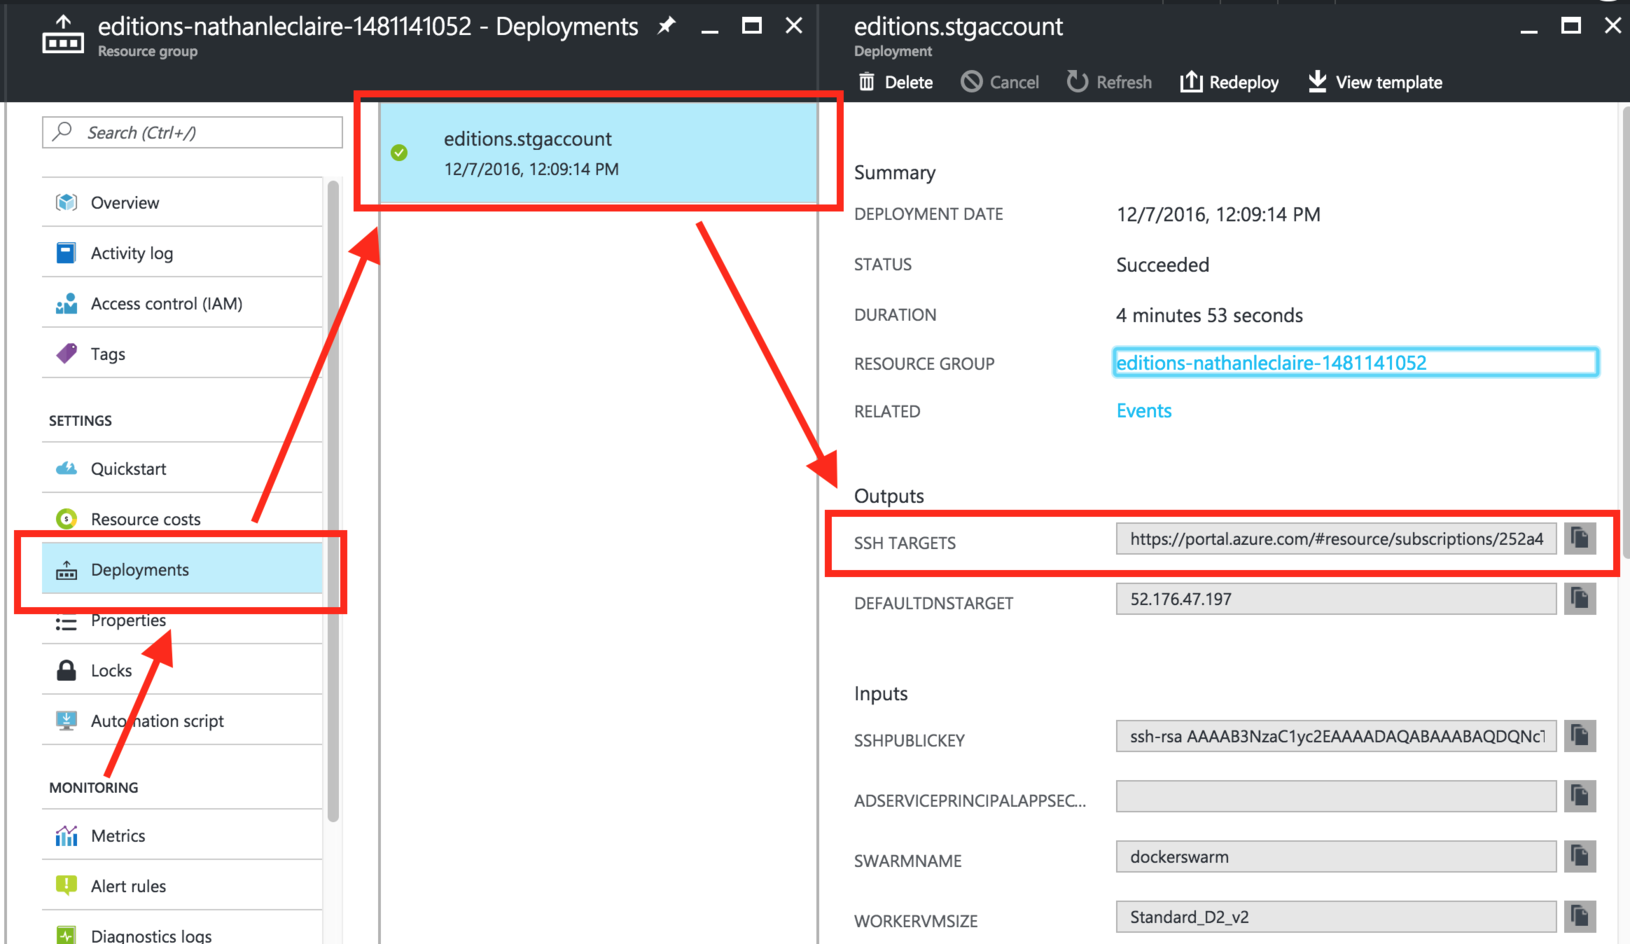 editions-nathanleclaire-1481141052 - Deployments
Resource group
Search (Ctrl+/)
Overview
Activity log
Access control (IAM)
Tags
SETTINGS
Quickstart
Resource costs
Deployments
Properties
Locks
Automation script
MONITORING
Metrics
Alert rules
Diagnostics logs
editions.stgaccount
12/7/2016, 12:09:14 PM
editions.stgaccount
Deployment
Delete Cancel Refresh Redeploy View template
Summary
DEPLOYMENT DATE 12/7/2016, 12:09:14 PM
STATUS Succeeded
DURATION 4 minutes 53 seconds
RESOURCE GROUP editions-nathanleclaire-1481141052
RELATED Events
Outputs
SSH TARGETS https://portal.azure.com/#resource/subscriptions/252a4
DEFAULTDNSTARGET 52.176.47.197
Inputs
SSHPUBLICKEY ssh-rsa AAAAB3NzaC1yc2EAAAADAQABAAABAQDQNcT
ADSERVICEPRINCIPALAPPSEC...
SWARMNAME dockerswarm
WORKERVMSIZE Standard_D2_v2